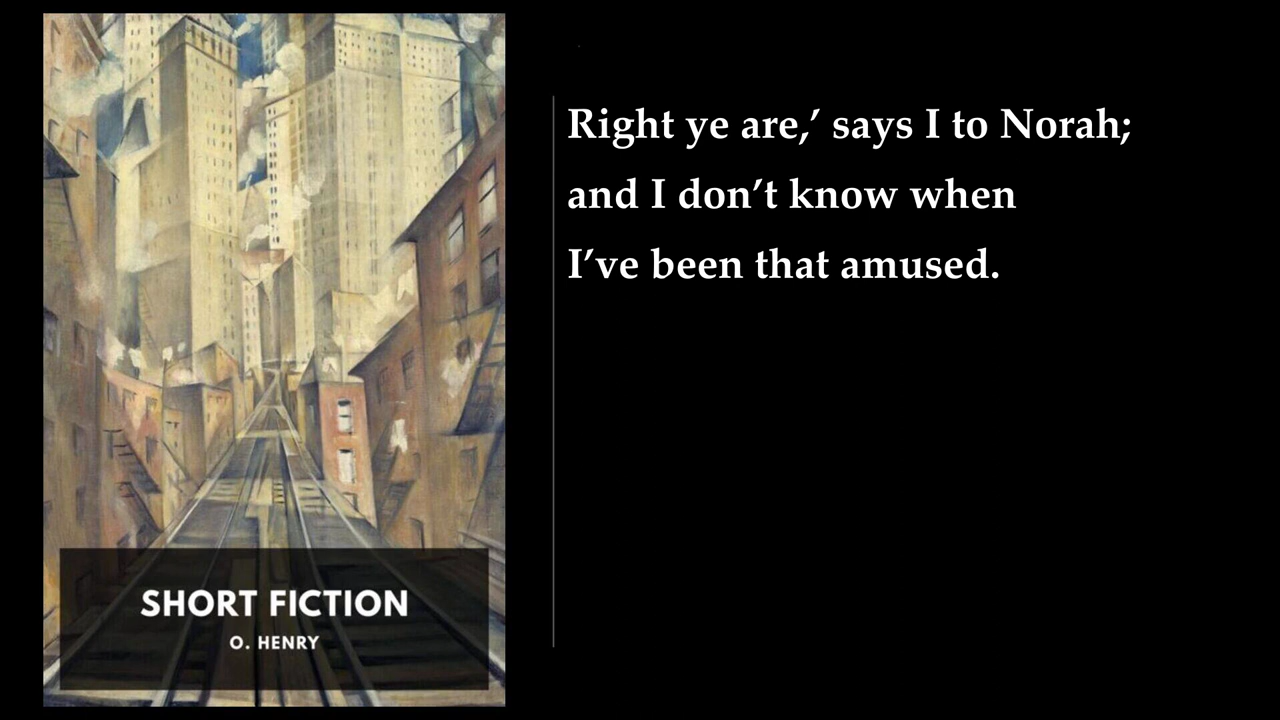 SHORT FICTION
O. HENRY
Right ye are,’ says I to Norah;
and I don’t know when
I’ve been that amused.